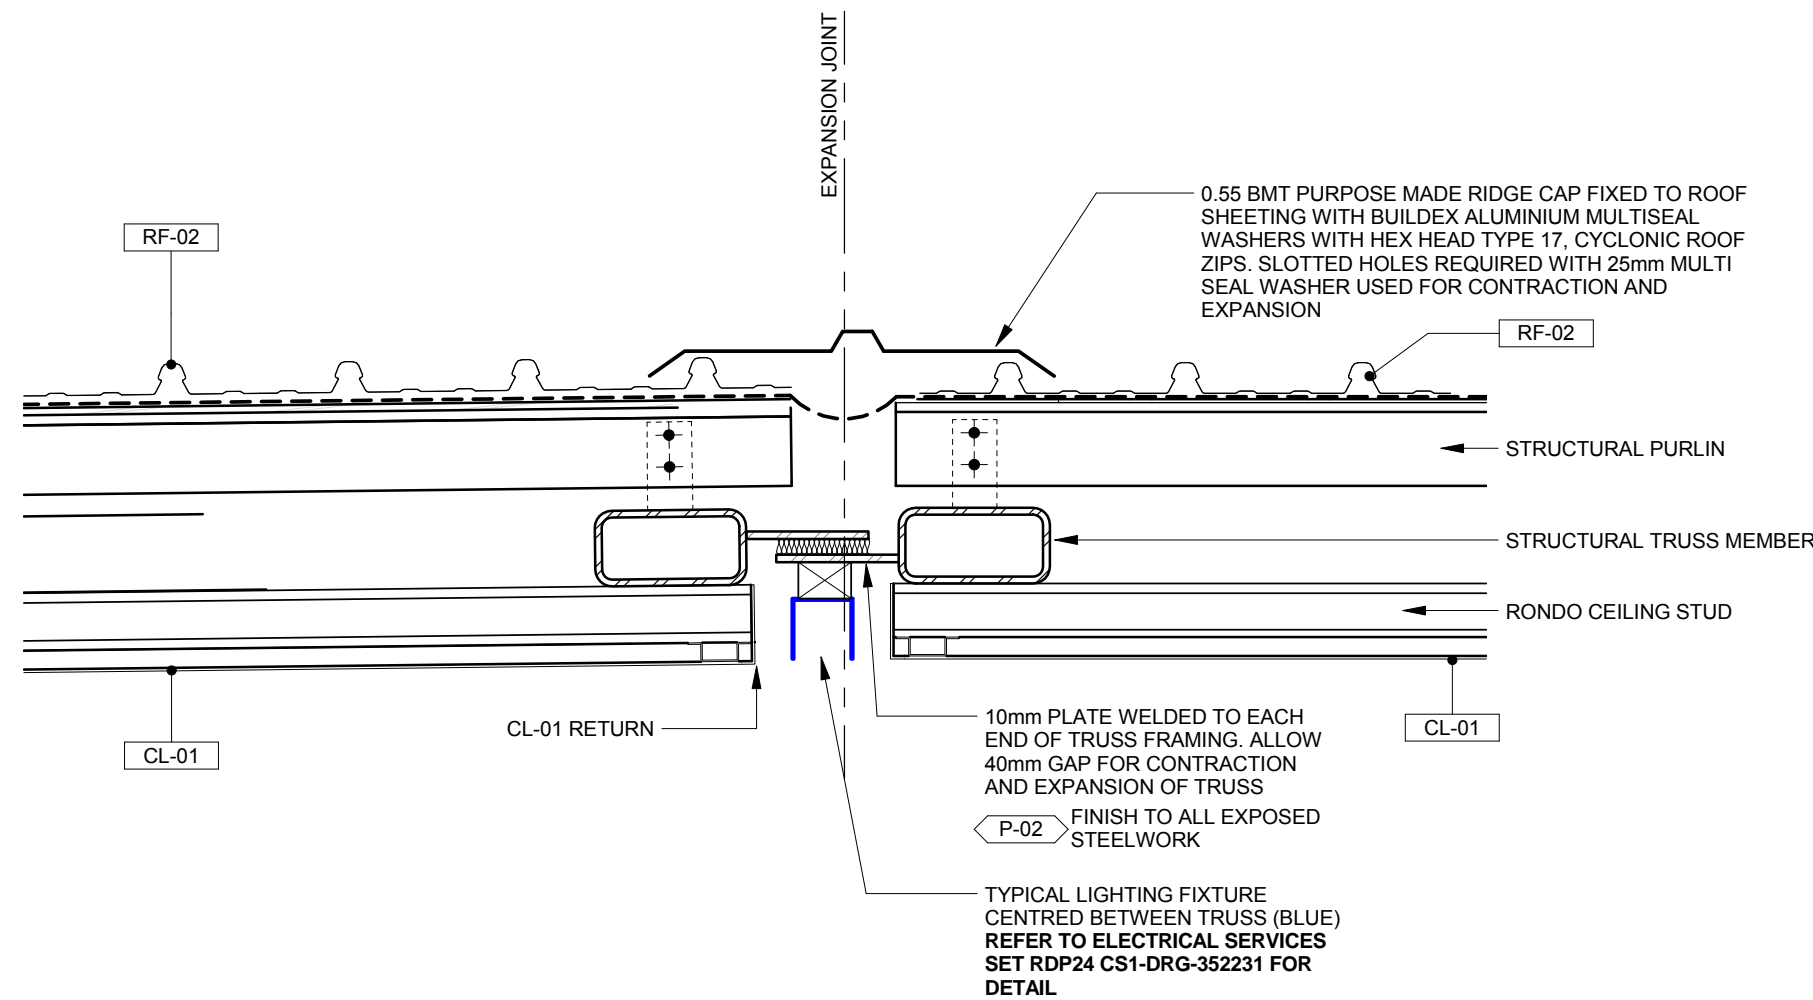 EXPANSION JOINT
0.55 BMT PURPOSE MADE RIDGE CAP FIXED TO ROOF
SHEETING WITH BUILDEX ALUMINIUM MULTISEAL
WASHERS WITH HEX HEAD TYPE 17, CYCLONIC ROOF
ZIPS. SLOTTED HOLES REQUIRED WITH 25mm MULTI
SEAL WASHER USED FOR CONTRACTION AND
EXPANSION
RF-02
RF-02
STRUCTURAL PURLIN
STRUCTURAL TRUSS MEMBER
RONDO CEILING STUD
CL-01 RETURN
CL-01
CL-01
10mm PLATE WELDED TO EACH
END OF TRUSS FRAMING. ALLOW
40mm GAP FOR CONTRACTION
AND EXPANSION OF TRUSS
P-02
FINISH TO ALL EXPOSED
STEELWORK
TYPICAL LIGHTING FIXTURE
CENTRED BETWEEN TRUSS (BLUE)
REFER TO ELECTRICAL SERVICES
SET RDP24 CS1-DRG-352231 FOR
DETAIL